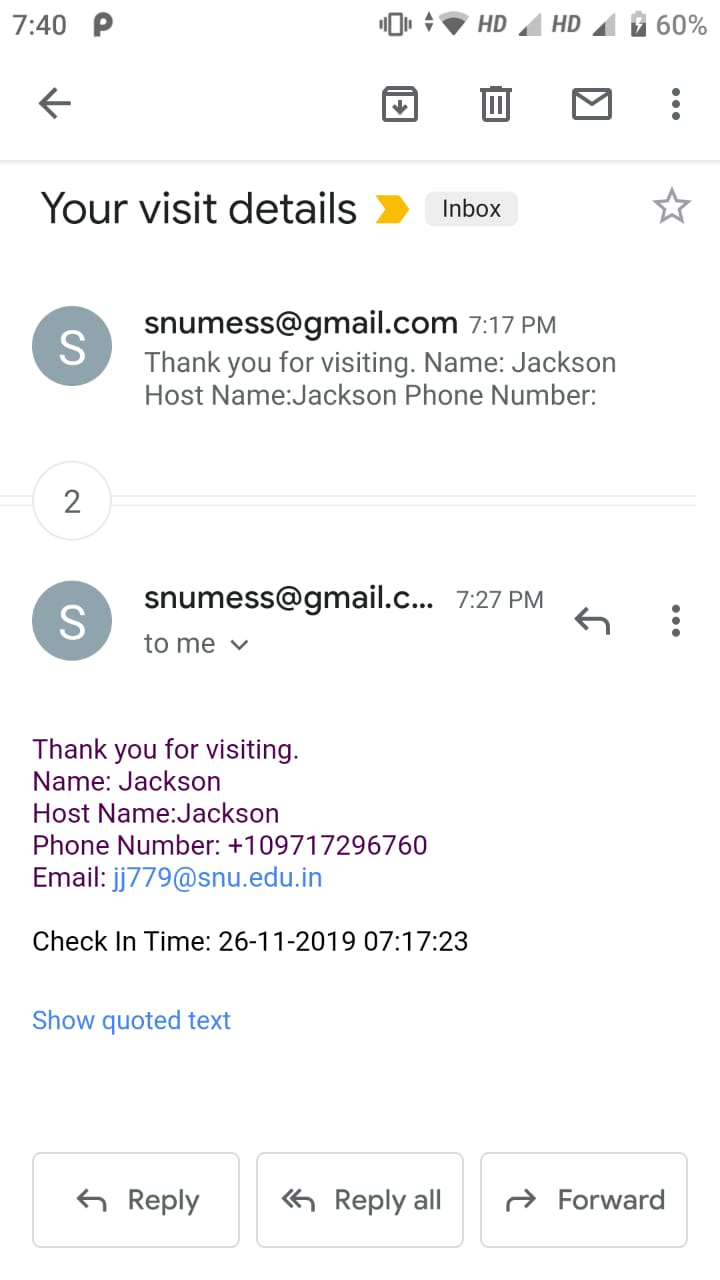 7:40 HD HD 60%
Your visit details Inbox
S
snumess@gmail.com 7:17 PM
Thank you for visiting. Name: Jackson
Host Name:Jackson Phone Number:
2
S
snumess@gmail.c... 7:27 PM
to me
Thank you for visiting.
Name: Jackson
Host Name:Jackson
Phone Number: +109717296760
Email: jj779@snu.edu.in
Check In Time: 26-11-2019 07:17:23
Show quoted text
Reply Reply all Forward